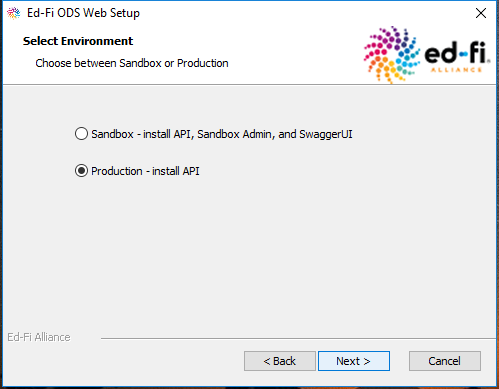 Ed-Fi ODS Web Setup
Select Environment
Choose between Sandbox or Production
ed-fi.
ALLIANCE
Sandbox - install API, Sandbox Admin, and SwaggerUI
Production - install API
Ed-Fi Alliance
< Back
Next >
Cancel